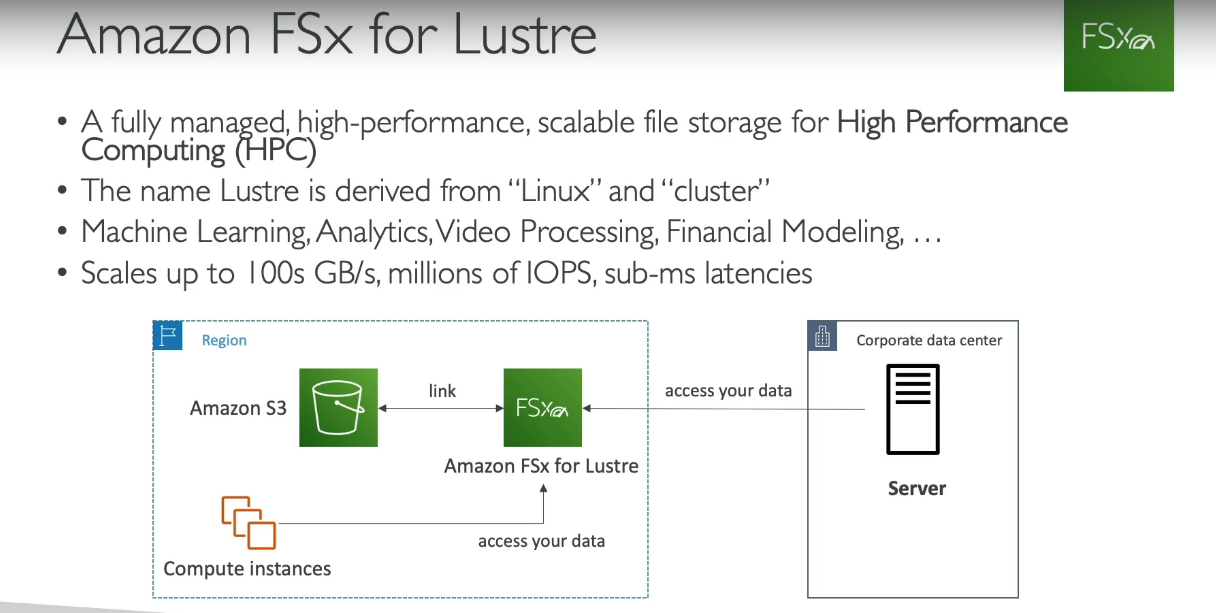 Amazon FSx for Lustre
FSx
• A fully managed, high-performance, scalable file storage for High Performance
Computing (HPC)
• The name Lustre is derived from “Linux” and “cluster”
• Machine Learning, Analytics, Video Processing, Financial Modeling, …
• Scales up to 100s GB/s, millions of IOPS, sub-ms latencies
Region
Corporate data center
link
access your data
Amazon S3
FSx
Amazon FSx for Lustre
Server
access your data
Compute instances